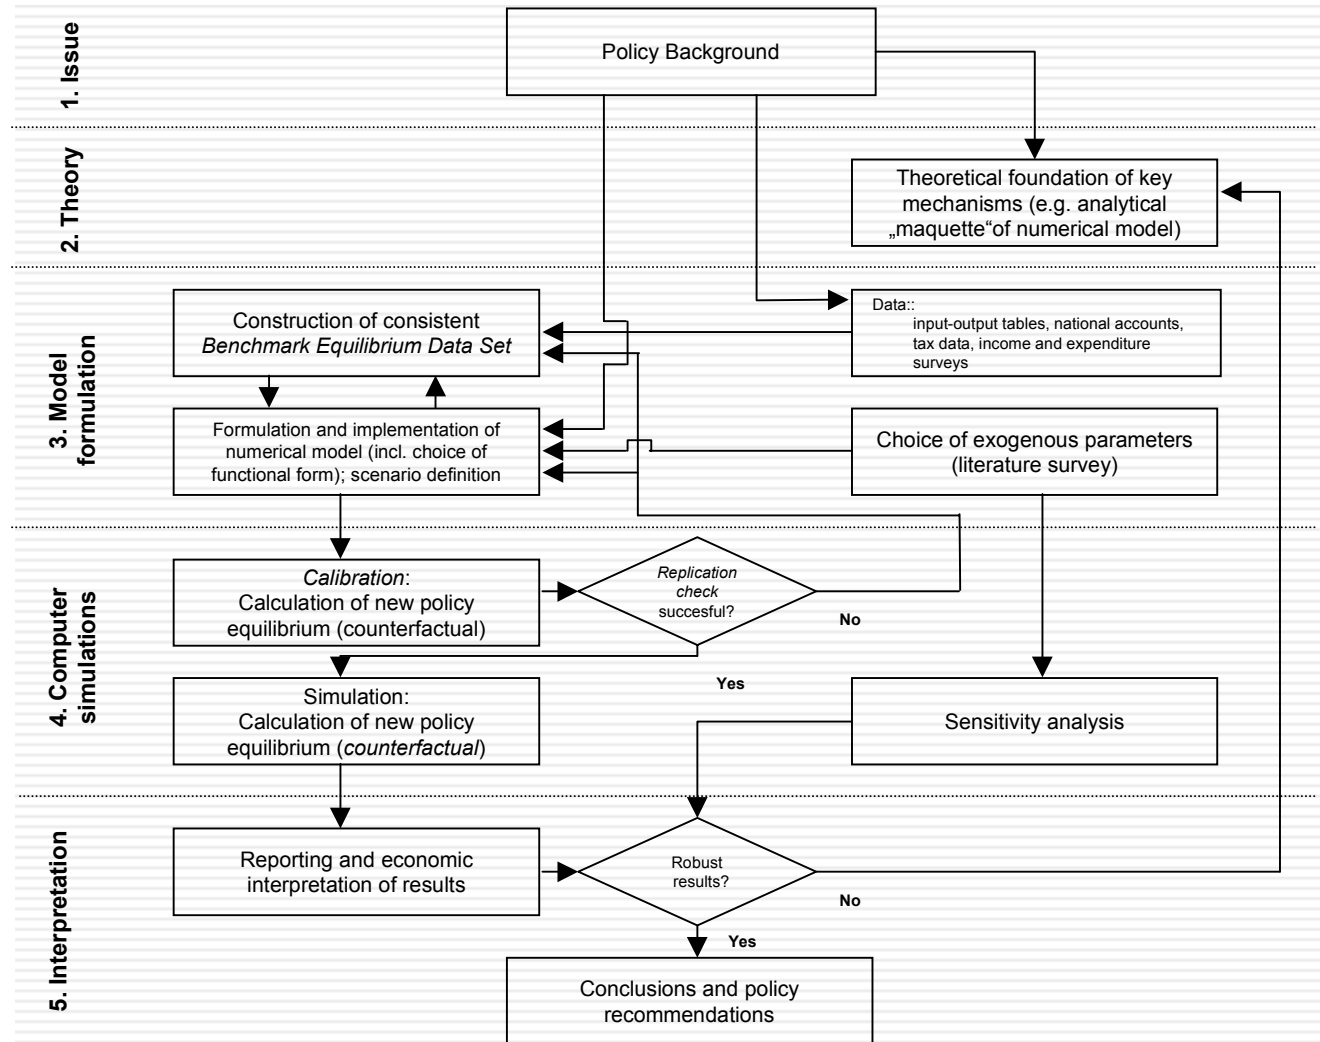 1. Issue
Policy Background
2. Theory
Theoretical foundation of key
mechanisms (e.g. analytical
„maquette“of numerical model)
3. Model
formulation
Construction of consistent
Benchmark Equilibrium Data Set
Data::
input-output tables, national accounts,
tax data, income and expenditure
surveys
Formulation and implementation of
numerical model (incl. choice of
functional form); scenario definition
Choice of exogenous parameters
(literature survey)
4. Computer
simulations
Calibration:
Calculation of new policy
equilibrium (counterfactual)
Replication
check
succesful?
No
Yes
Simulation:
Calculation of new policy
equilibrium (counterfactual)
Sensitivity analysis
5. Interpretation
Reporting and economic
interpretation of results
Robust
results?
No
Yes
Conclusions and policy
recommendations